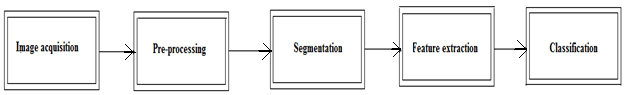 Image acquisition
Pre-processing
Segmentation
Feature extraction
Classification